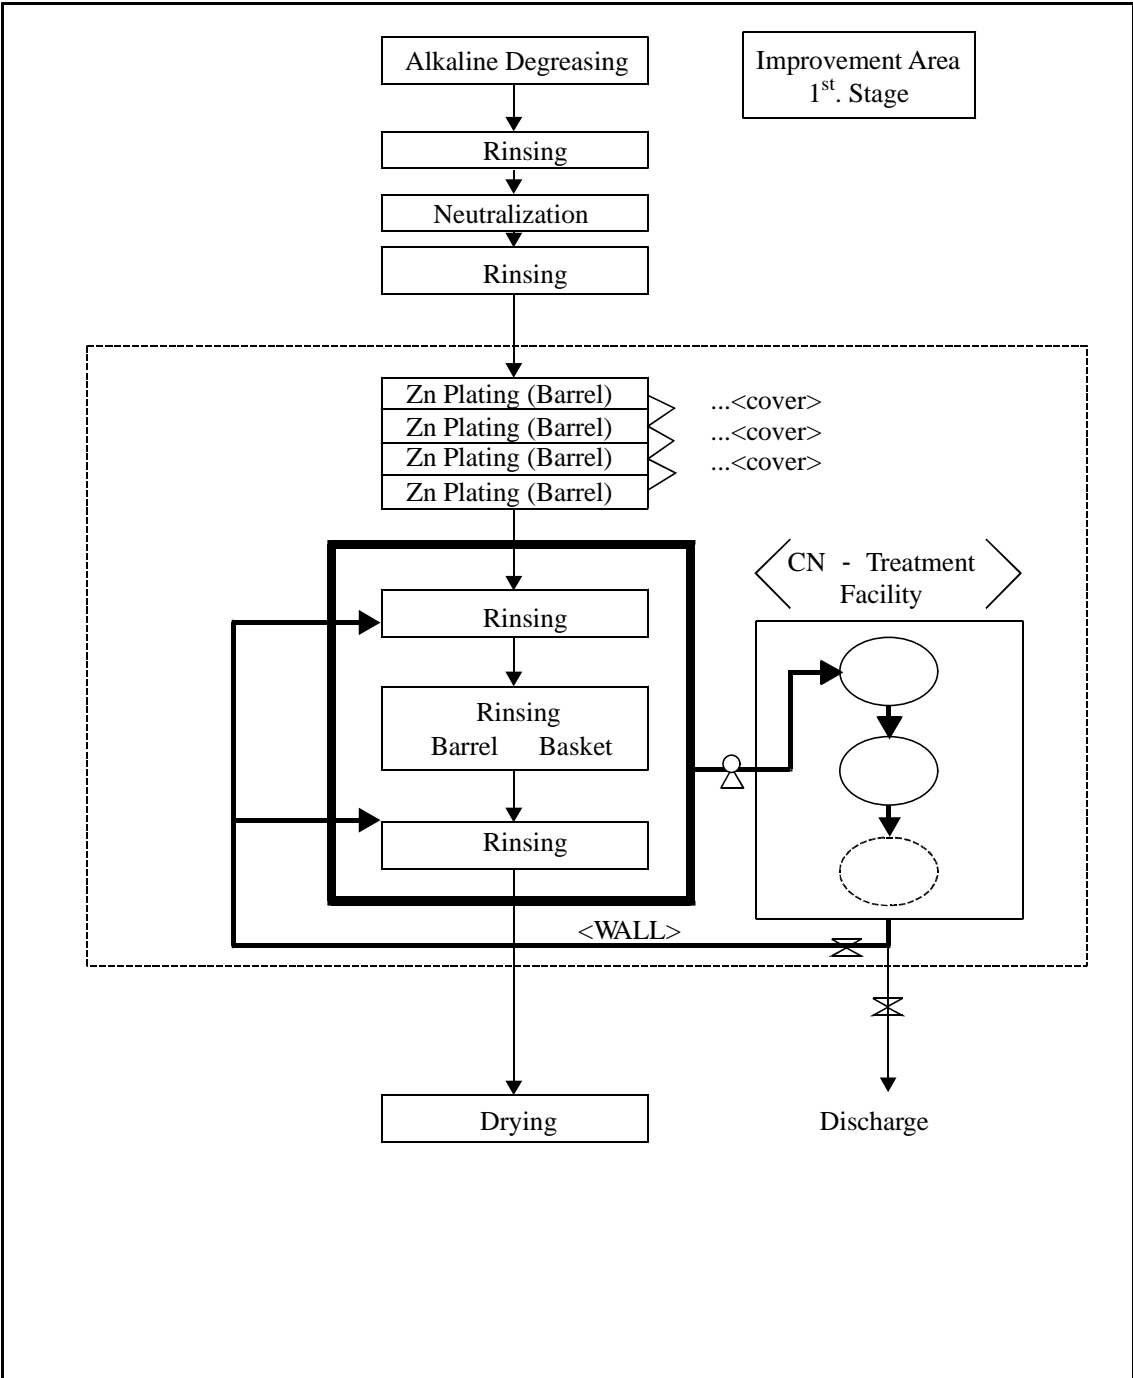 Alkaline Degreasing
Improvement Area
1st. Stage
Rinsing
Neutralization
Rinsing
Zn Plating (Barrel)
...<cover>
Zn Plating (Barrel)
...<cover>
Zn Plating (Barrel)
...<cover>
Zn Plating (Barrel)
CN - Treatment
Facility
Rinsing
Rinsing
Barrel Basket
Rinsing
<WALL>
Drying
Discharge